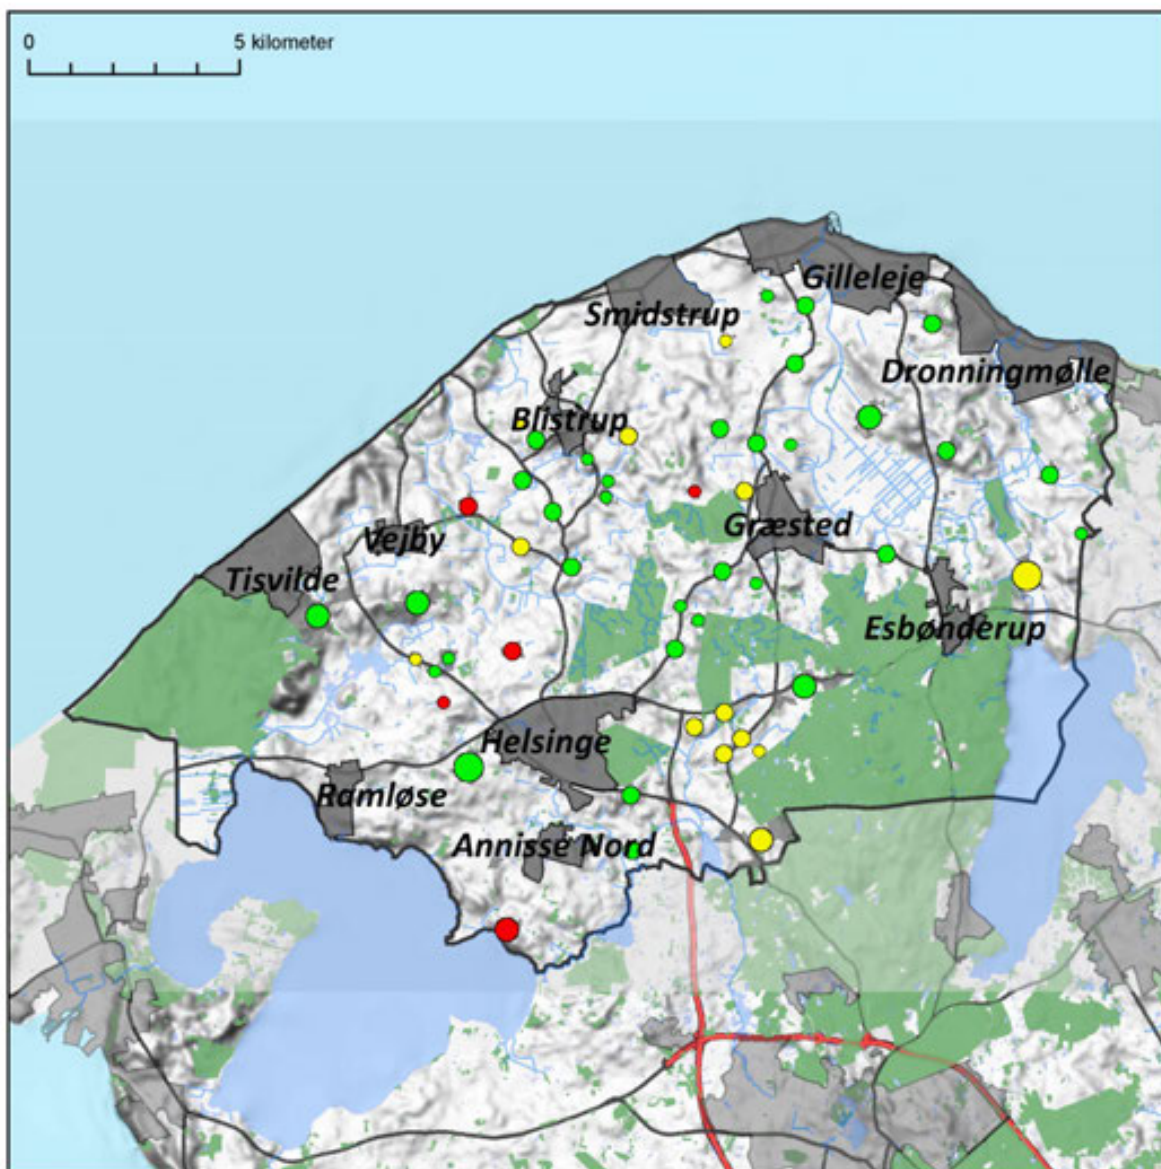 0 5 kilometer
Gilleleje
Smidstrup
Dronningmølle
Blistrup
Græsted
Vejby
Tisvilde
Esbønderup
Helsinge
Ramløse
Annisse Nord